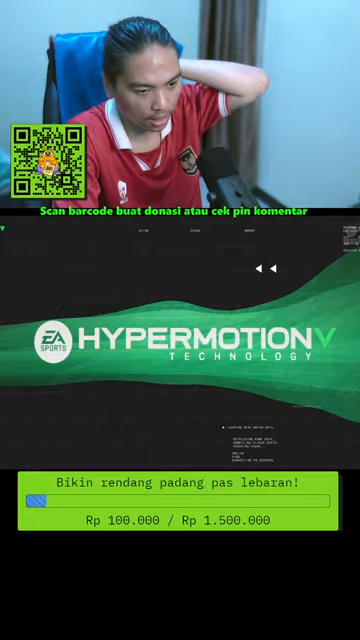 Scan barcode buat donasi atau cek pin komentar
EA
SPORTS
HYPERMOTIONV
TECHNOLOGY
Bikin rendang padang pas lebaran!
Rp 100.000 / Rp 1.500.000